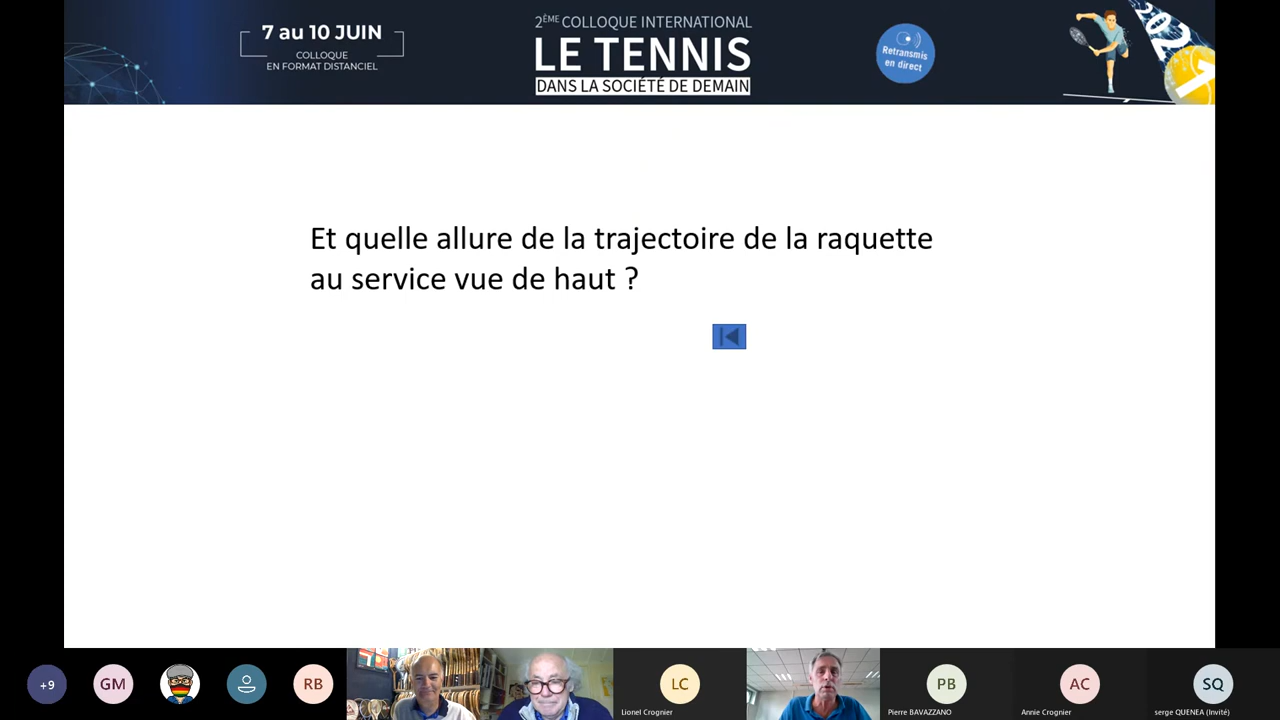 7 au 10 JUIN
COLLOQUE
EN FORMAT DISTANCIEL
2ÈME COLLOQUE INTERNATIONAL
LE TENNIS
DANS LA SOCIÉTÉ DE DEMAIN
Retransmis
en direct
2021
Et quelle allure de la trajectoire de la raquette
au service vue de haut ?
+9
GM
RB
LC
Lionel Crognier
PB
Pierre BAVAZZANO
AC
Annie Crognier
SQ
serge QUENEA (Invité)